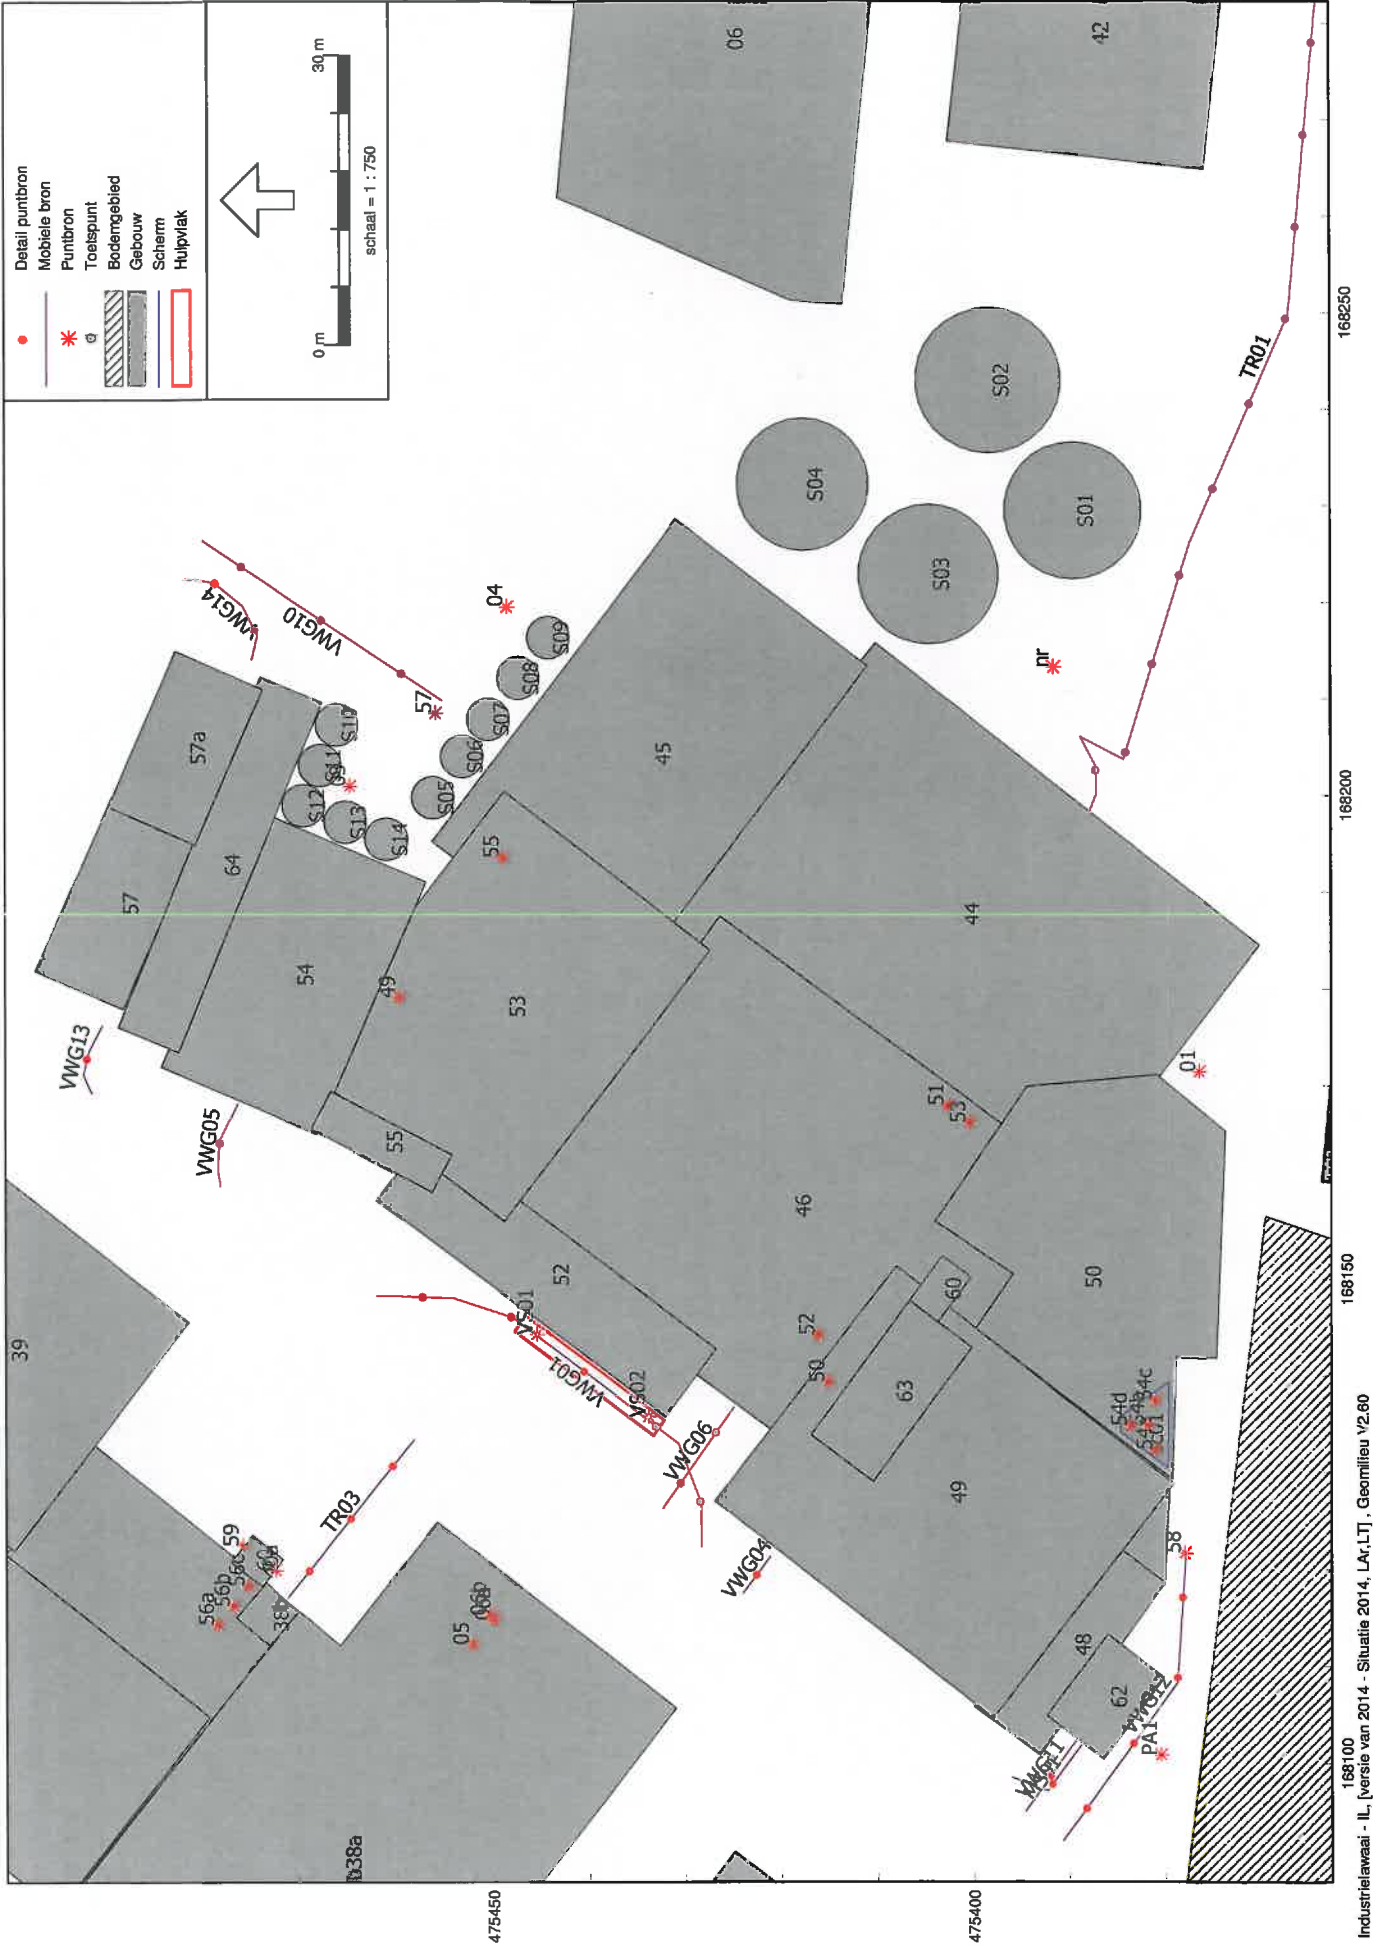 Detail puntbron
Mobiele bron
Puntbron
Toetspunt
Bodemgebied
Gebouw
Scherm
Hulpvlak
0 m
30 m
schaal = 1 : 750
06
42
S02
S04
S01
S03
TR01
nr
04
VWG14
VWG10
57
S09
S08
S07
S06
S05
S10
S11
S12
S13
S14
57a
57
64
54
45
55
49
53
44
VWG13
VWG05
55
51
53
01
46
52
50
60
39
VS01
52
50
63
VWG01
VS02
54d
54c
VWG06
49
TR03
59
56a
56b
56c
VWG04
58
05
48
62
PA1
38a
475450
475400
168250
168200
168150
168100
Industrielawaai - IL, [versie van 2014 - Situatie 2014, LAr,LT] , Geomilieu V2.60